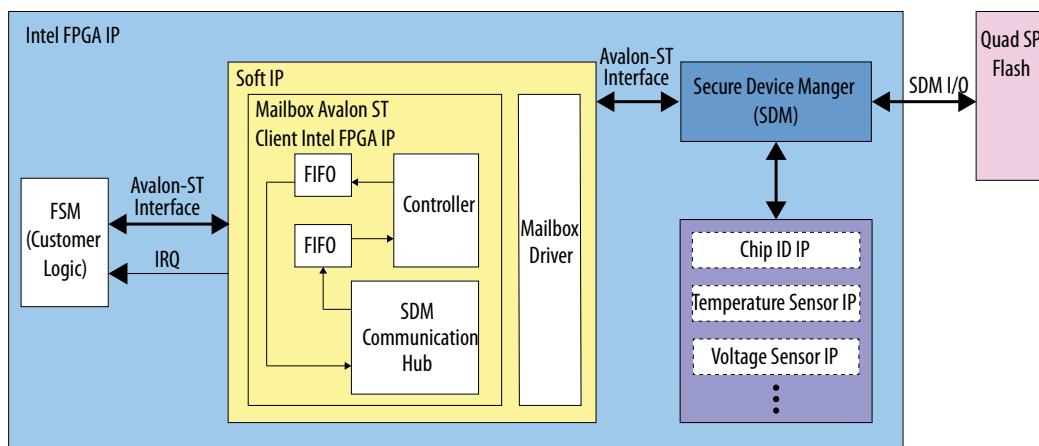 Intel FPGA IP
Soft IP
Mailbox Avalon ST
Client Intel FPGA IP
FIFO
FIFO
Controller
SDM
Communication
Hub
Mailbox
Driver
FSM
(Customer
Logic)
Avalon-ST
Interface
IRQ
Avalon-ST
Interface
Secure Device Manger
(SDM)
SDM I/O
Quad SP
Flash
Chip ID IP
Temperature Sensor IP
Voltage Sensor IP